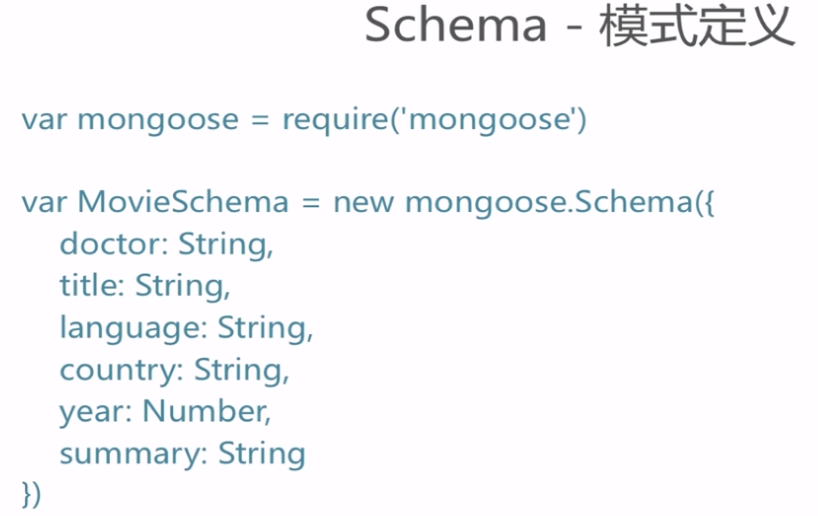 Schema - 模式定义
var mongoose = require('mongoose')
var MovieSchema = new mongoose.Schema({
doctor: String,
title: String,
language: String,
country: String,
year: Number,
summary: String
})